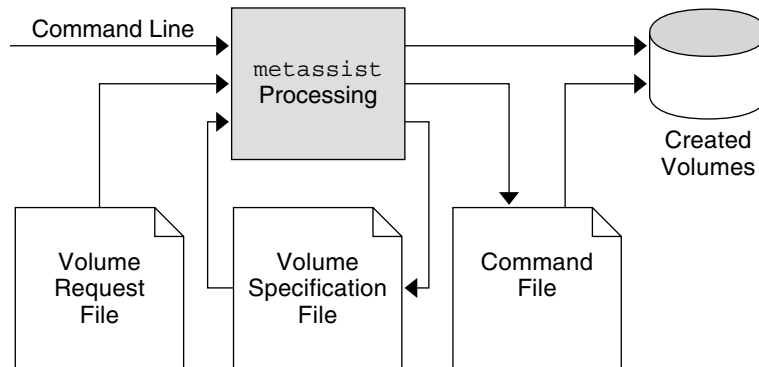 Command Line
metassist
Processing
Created
Volumes
Volume
Request
File
Volume
Specification
File
Command
File